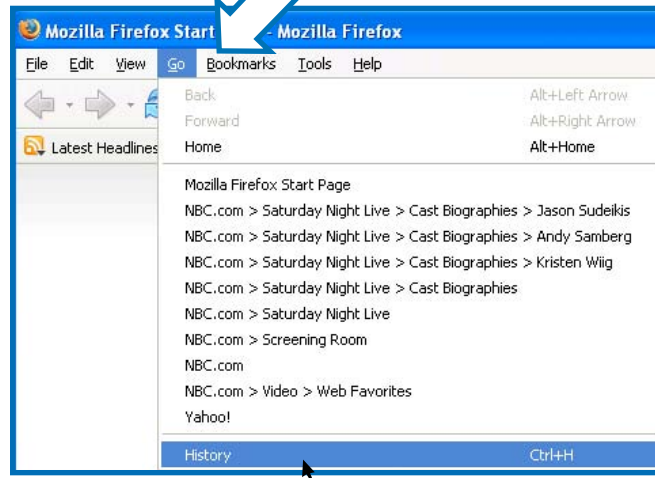 Mozilla Firefox Start - Mozilla Firefox
File Edit View Go Bookmarks Tools Help
Back Alt+Left Arrow
Forward Alt+Right Arrow
Latest Headlines Home Alt+Home
Mozilla Firefox Start Page
NBC.com > Saturday Night Live > Cast Biographies > Jason Sudeikis
NBC.com > Saturday Night Live > Cast Biographies > Andy Samberg
NBC.com > Saturday Night Live > Cast Biographies > Kristen Wiig
NBC.com > Saturday Night Live > Cast Biographies
NBC.com > Saturday Night Live
NBC.com > Screening Room
NBC.com
NBC.com > Video > Web Favorites
Yahoo!
History Ctrl+H